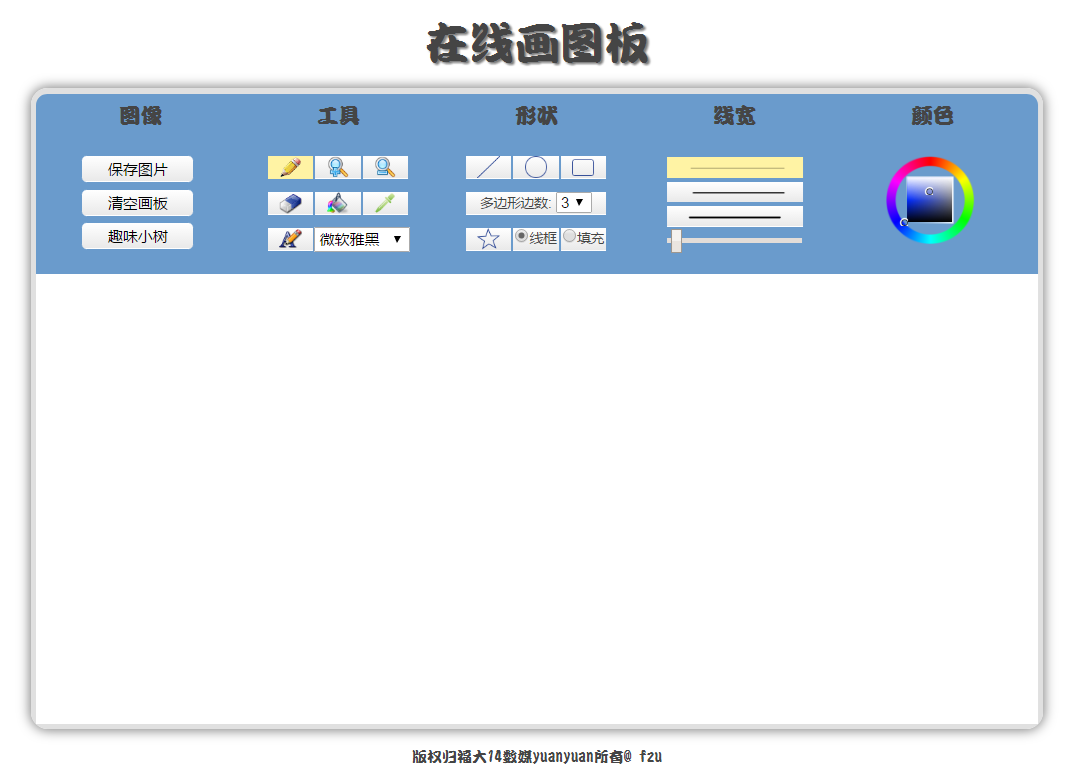 在线画图板
图像 工具 形状 线宽 颜色
保存图片
清空画板
多边形边数: 3
趣味小树
微软雅黑
线框 填充
版权归福大14数媒yuanyuan所有@ fzu